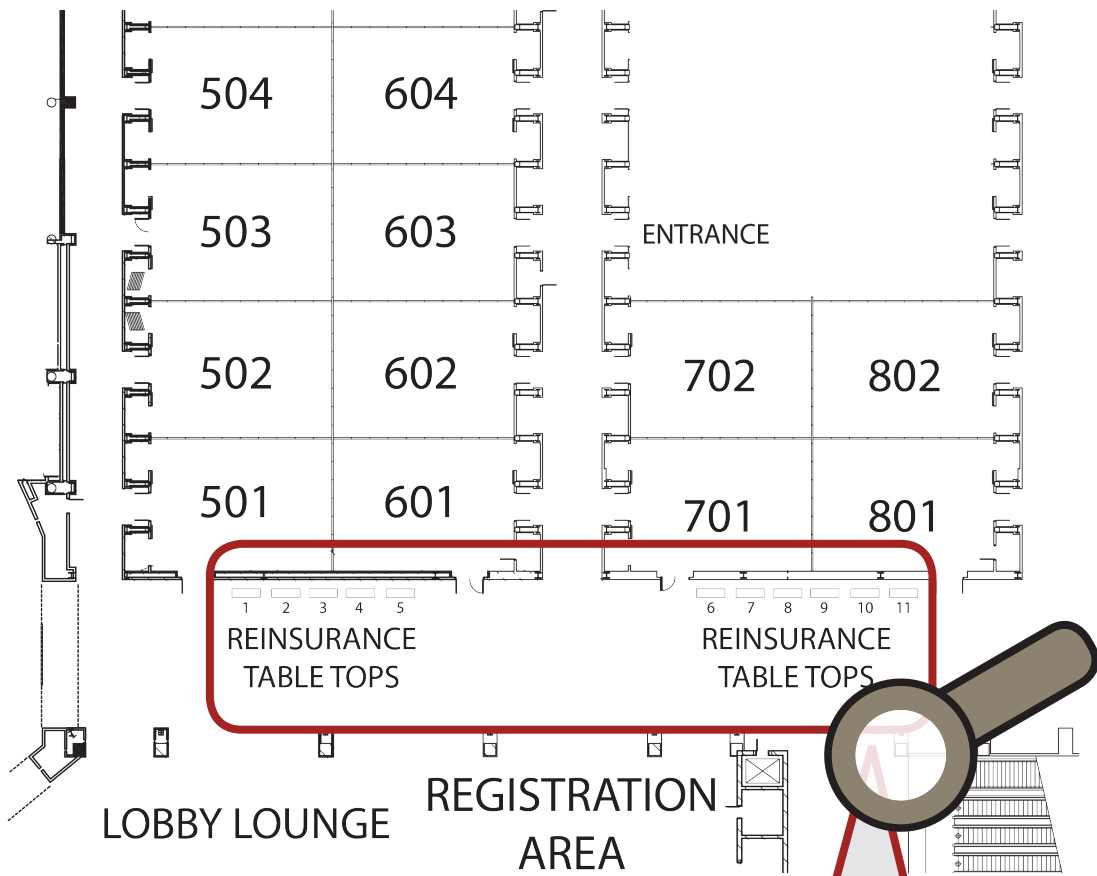 504 604
503 603
ENTRANCE
502 602
702 802
501 601
701 801
1 2 3 4 5
6 7 8 9 10 11
REINSURANCE
TABLE TOPS
REINSURANCE
TABLE TOPS
REGISTRATION
AREA
LOBBY LOUNGE